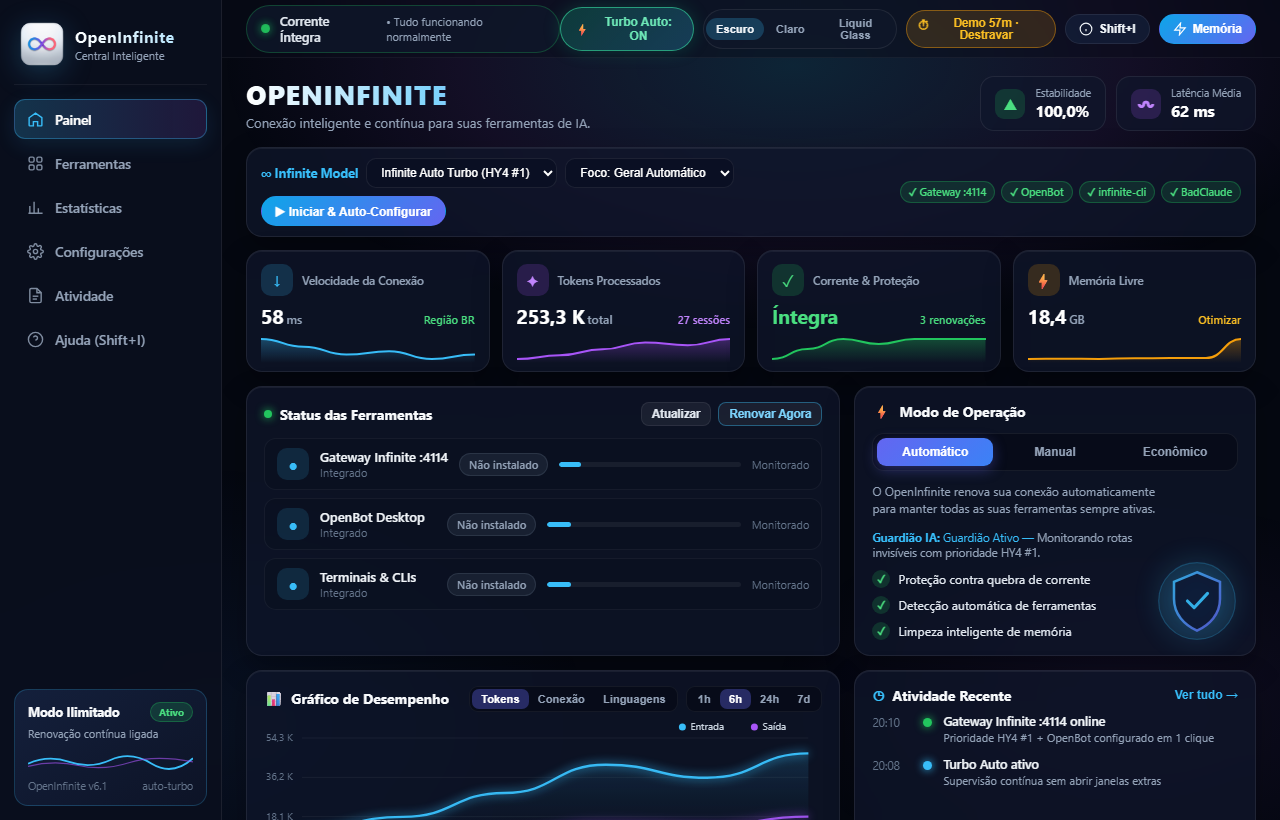 OpenInfinite
Central Inteligente
Painel
Ferramentas
Estatísticas
Configurações
Atividade
Ajuda (Shift+I)
Modo Ilimitado
Ativo
Renovação contínua ligada
OpenInfinite v6.1
auto-turbo
Corrente
Íntegra
• Tudo funcionando
normalmente
Turbo Auto:
ON
Escuro
Claro
Liquid
Glass
Demo 57m ·
Destravar
Shift+I
Memória
OPENINFINITE
Conexão inteligente e contínua para suas ferramentas de IA.
Estabilidade
100,0%
Latência Média
62 ms
∞ Infinite Model
Infinite Auto Turbo (HY4 #1)
Foco: Geral Automático
▶ Iniciar & Auto-Configurar
✓ Gateway :4114
✓ OpenBot
✓ infinite-cli
✓ BadClaude
↓ Velocidade da Conexão
58 ms
Região BR
✦ Tokens Processados
253,3 K total
27 sessões
✓ Corrente & Proteção
Íntegra
3 renovações
Memória Livre
18,4 GB
Otimizar
Status das Ferramentas
Atualizar
Renovar Agora
Gateway Infinite :4114
Integrado
Não instalado
Monitorado
OpenBot Desktop
Integrado
Não instalado
Monitorado
Terminais & CLIs
Integrado
Não instalado
Monitorado
Modo de Operação
Automático
Manual
Econômico
O OpenInfinite renova sua conexão automaticamente
para manter todas as suas ferramentas sempre ativas.
Guardião IA: Guardião Ativo — Monitorando rotas
invisíveis com prioridade HY4 #1.
✓ Proteção contra quebra de corrente
✓ Detecção automática de ferramentas
✓ Limpeza inteligente de memória
Gráfico de Desempenho
Tokens
Conexão
Linguagens
1h
6h
24h
7d
Entrada
Saída
54,3 K
36,2 K
18,1 K
Atividade Recente
Ver tudo →
20:10
Gateway Infinite :4114 online
Prioridade HY4 #1 + OpenBot configurado em 1 clique
20:08
Turbo Auto ativo
Supervisão contínua sem abrir janelas extras